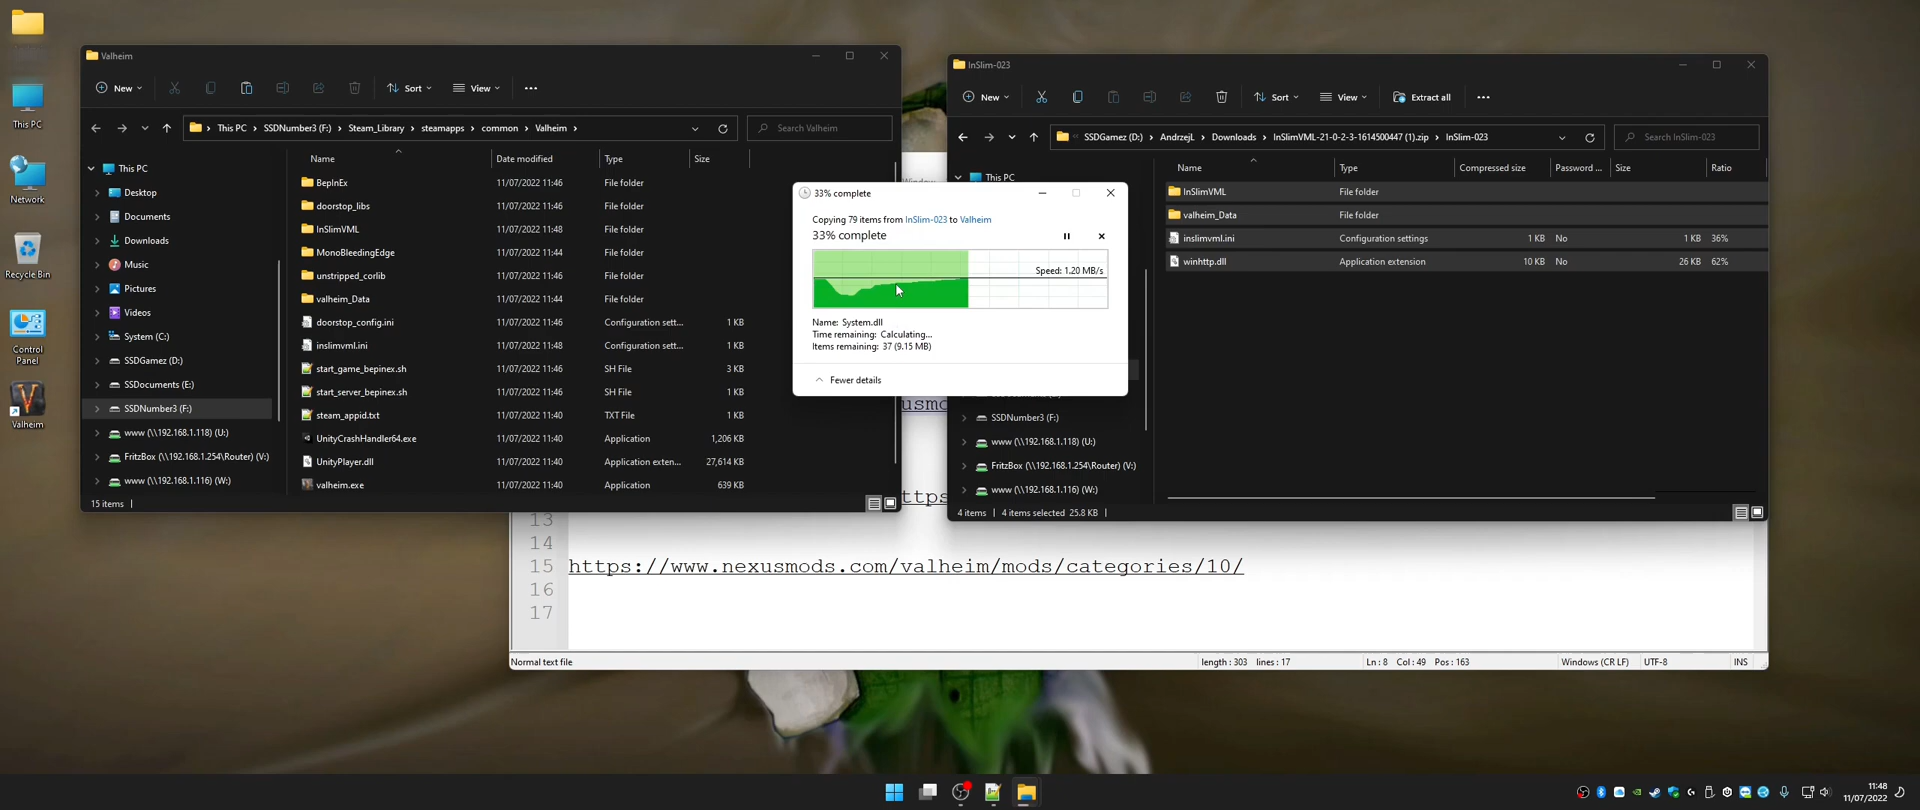 This PC
Network
Recycle Bin
Control
Panel
Valheim
Valheim
New
Sort
View
This PC
SSDNumber3 (F:)
Steam_Library
steamapps
common
Valheim
Search Valheim
Name
Date modified
Type
Size
This PC
Desktop
Documents
Downloads
Music
Pictures
Videos
System (C:)
SSDGamez (D:)
SSDocuments (E:)
SSDNumber3 (F:)
www (\\192.168.1.118) (U:)
FritzBox (\\192.168.1.254\Router) (V:)
www (\\192.168.1.116) (W:)
BepInEx 11/07/2022 11:46 File folder
doorstop_libs 11/07/2022 11:46 File folder
InSlimVML 11/07/2022 11:46 File folder
MonoBleedingEdge 11/07/2022 11:44 File folder
unstripped_corlib 11/07/2022 11:46 File folder
valheim_Data 11/07/2022 11:44 File folder
doorstop_config.ini 11/07/2022 11:46 Configuration sett... 1 KB
inslimvml.ini 11/07/2022 11:48 Configuration sett... 1 KB
start_game_bepinex.sh 11/07/2022 11:46 SH File 3 KB
start_server_bepinex.sh 11/07/2022 11:46 SH File 1 KB
steam_appid.txt 11/07/2022 11:40 TXT File 1 KB
UnityCrashHandler64.exe 11/07/2022 11:40 Application 1,206 KB
UnityPlayer.dll 11/07/2022 11:40 Application exten... 27,614 KB
valheim.exe 11/07/2022 11:40 Application 639 KB
15 items
33% complete
Copying 79 items from InSlim-023 to Valheim
33% complete
Speed: 1.20 MB/s
Name: System.dll
Time remaining: Calculating...
Items remaining: 37 (9.15 MB)
Fewer details
InSlim-023
New
Sort
View
Extract all
SSDGamez (D:)
AndrzejL
Downloads
InSlimVML-21-0-2-3-1614500447 (1).zip
InSlim-023
Search InSlim-023
Name
Type
Compressed size
Password ...
Size
Ratio
This PC
SSDNumber3 (F:)
www (\\192.168.1.118) (U:)
FritzBox (\\192.168.1.254\Router) (V:)
www (\\192.168.1.116) (W:)
InSlimVML File folder
valheim_Data File folder
inslimvml.ini Configuration settings 1 KB No 1 KB 36%
winhttp.dll Application extension 10 KB No 26 KB 62%
4 items
4 items selected 25.8 KB
usmo
ttps
13
14
15 https://www.nexusmods.com/valheim/mods/categories/10/
16
17
Normal text file
length : 303 lines : 17
Ln : 8 Col : 49 Pos : 163
Windows (CR LF)
UTF-8
INS
11:48
11/07/2022